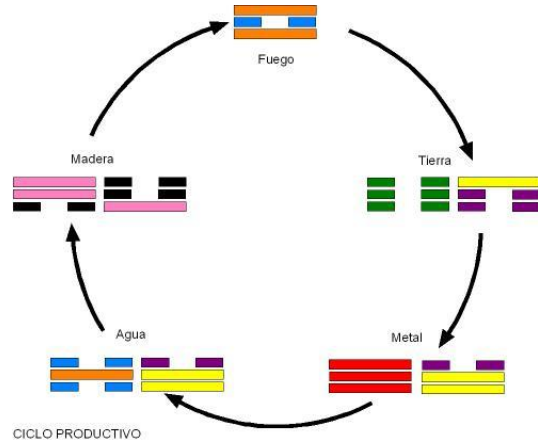 Fuego
Madera
Tierra
Agua
Metal
CICLO PRODUCTIVO